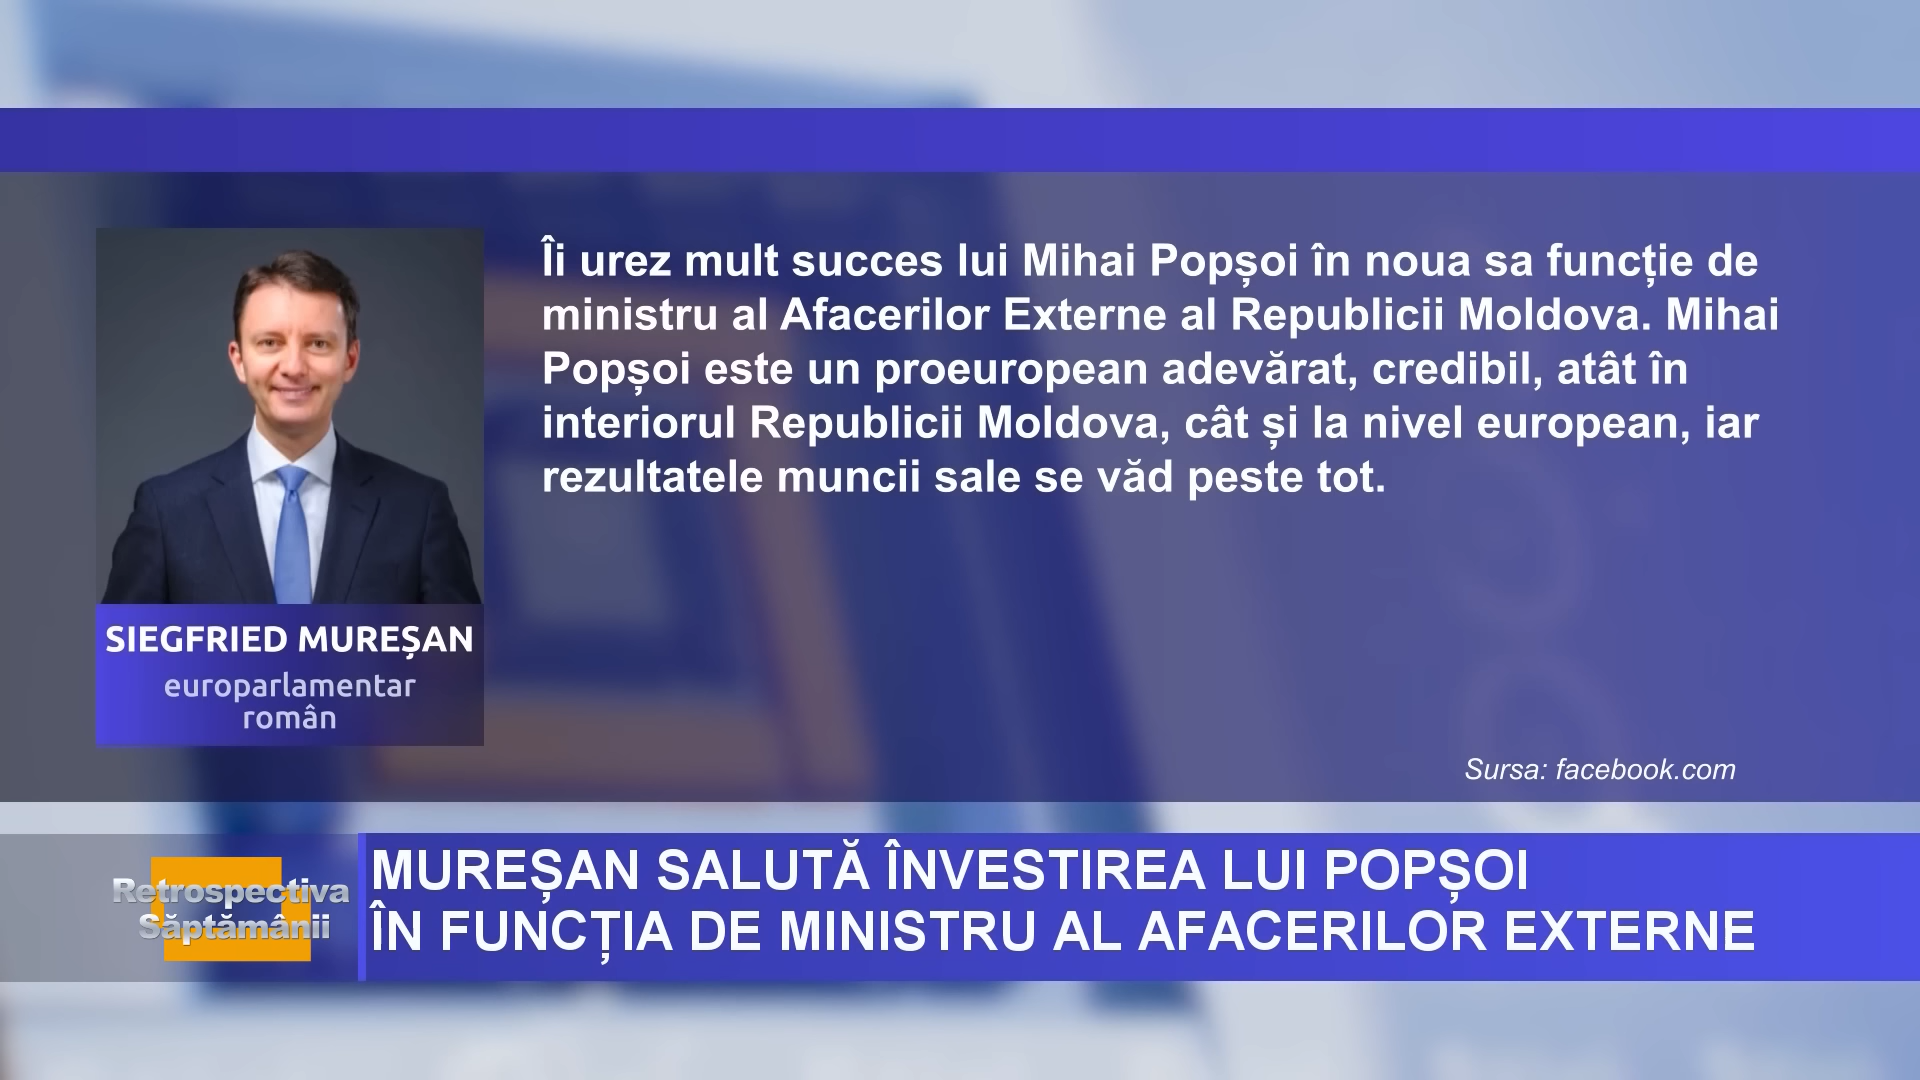 Îi urez mult succes lui Mihai Popșoi în noua sa funcție de
ministru al Afacerilor Externe al Republicii Moldova. Mihai
Popșoi este un proeuropean adevărat, credibil, atât în
interiorul Republicii Moldova, cât și la nivel european, iar
rezultatele muncii sale se văd peste tot.
SIEGFRIED MUREȘAN
europarlamentar
român
Sursa: facebook.com
Retrospectiva
Săptămânii
MUREȘAN SALUTĂ ÎNVESTIREA LUI POPȘOI
ÎN FUNCȚIA DE MINISTRU AL AFACERILOR EXTERNE